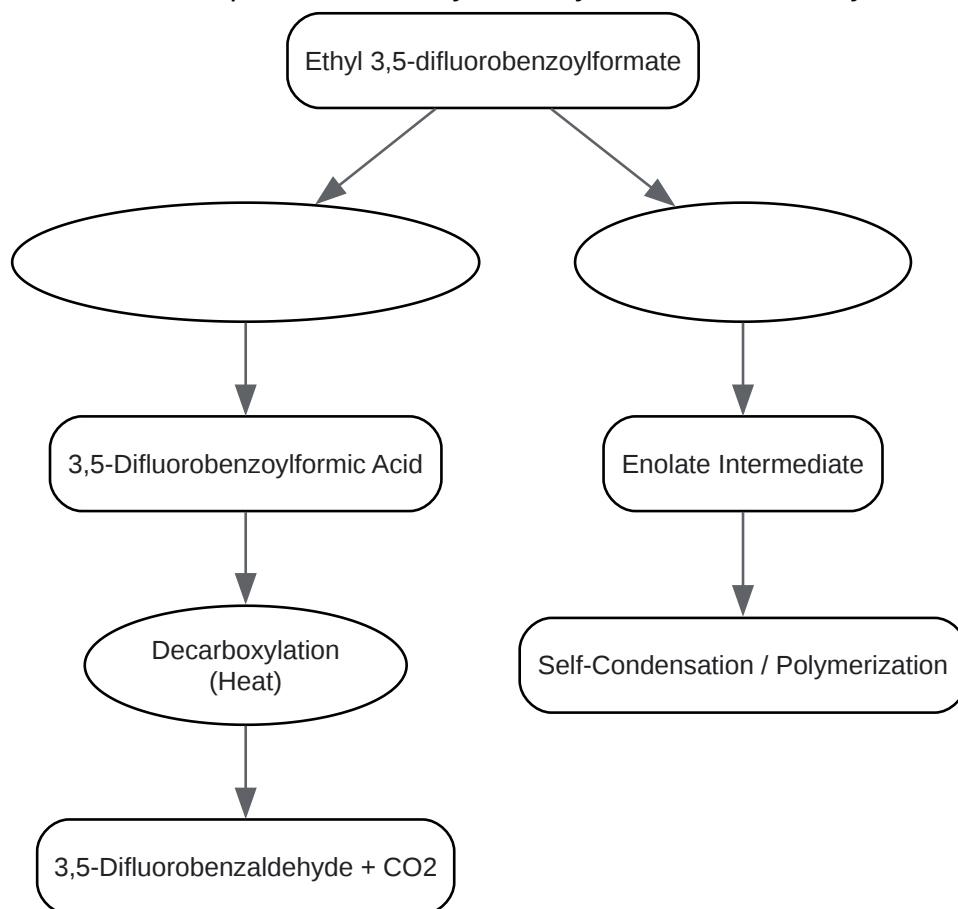 Ethyl 3,5-difluorobenzoylformate
3,5-Difluorobenzoylformic Acid
Enolate Intermediate
Decarboxylation
(Heat)
Self-Condensation / Polymerization
3,5-Difluorobenzaldehyde + CO2